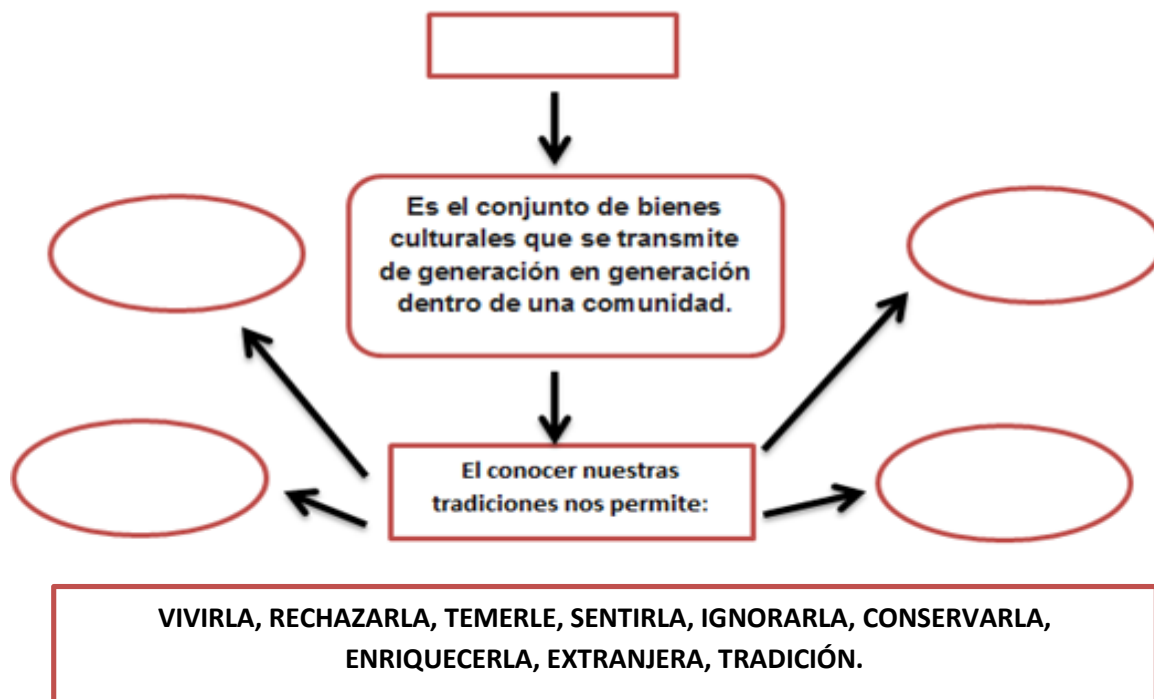 Es el conjunto de bienes
culturales que se transmite
de generación en generación
dentro de una comunidad.
El conocer nuestras
tradiciones nos permite:
VIVIRLA, RECHAZARLA, TEMERLE, SENTIRLA, IGNORARLA, CONSERVARLA,
ENRIQUECERLA, EXTRANJERA, TRADICIÓN.